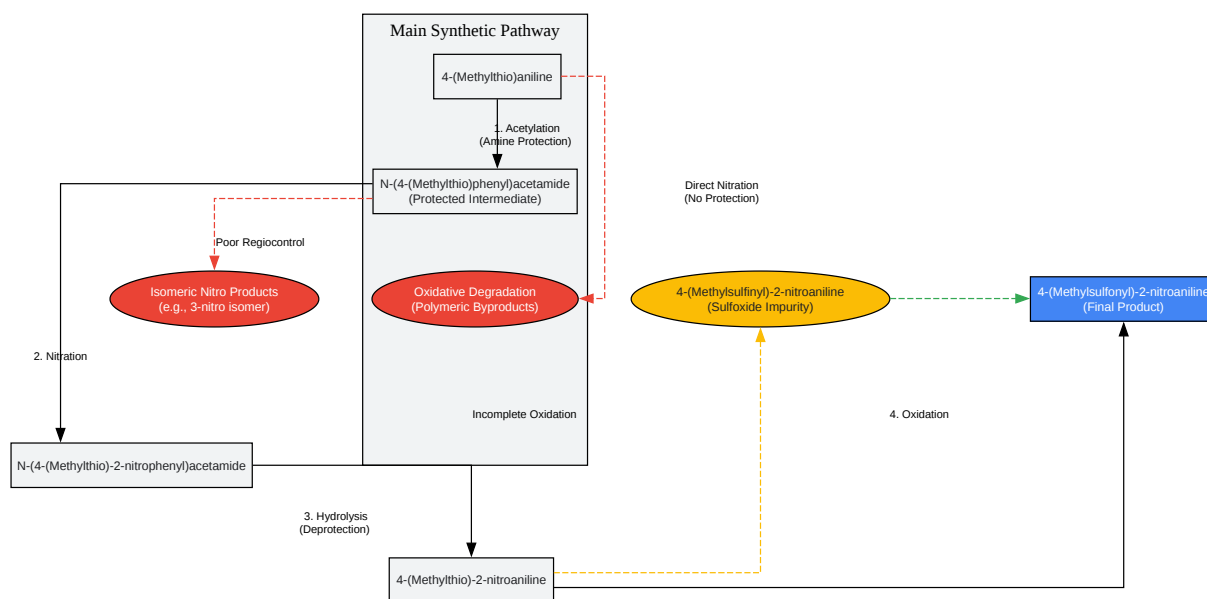 Main Synthetic Pathway
4-(Methylthio)aniline
1. Acetylation
(Amine Protection)
N-(4-(Methylthio)phenyl)acetamide
(Protected Intermediate)
Direct Nitration
(No Protection)
Poor Regiocontrol
Isomeric Nitro Products
(e.g., 3-nitro isomer)
Oxidative Degradation
(Polymeric Byproducts)
4-(Methylsulfinyl)-2-nitroaniline
(Sulfoxide Impurity)
4-(Methylsulfonyl)-2-nitroaniline
(Final Product)
2. Nitration
Incomplete Oxidation
4. Oxidation
N-(4-(Methylthio)-2-nitrophenyl)acetamide
3. Hydrolysis
(Deprotection)
4-(Methylthio)-2-nitroaniline